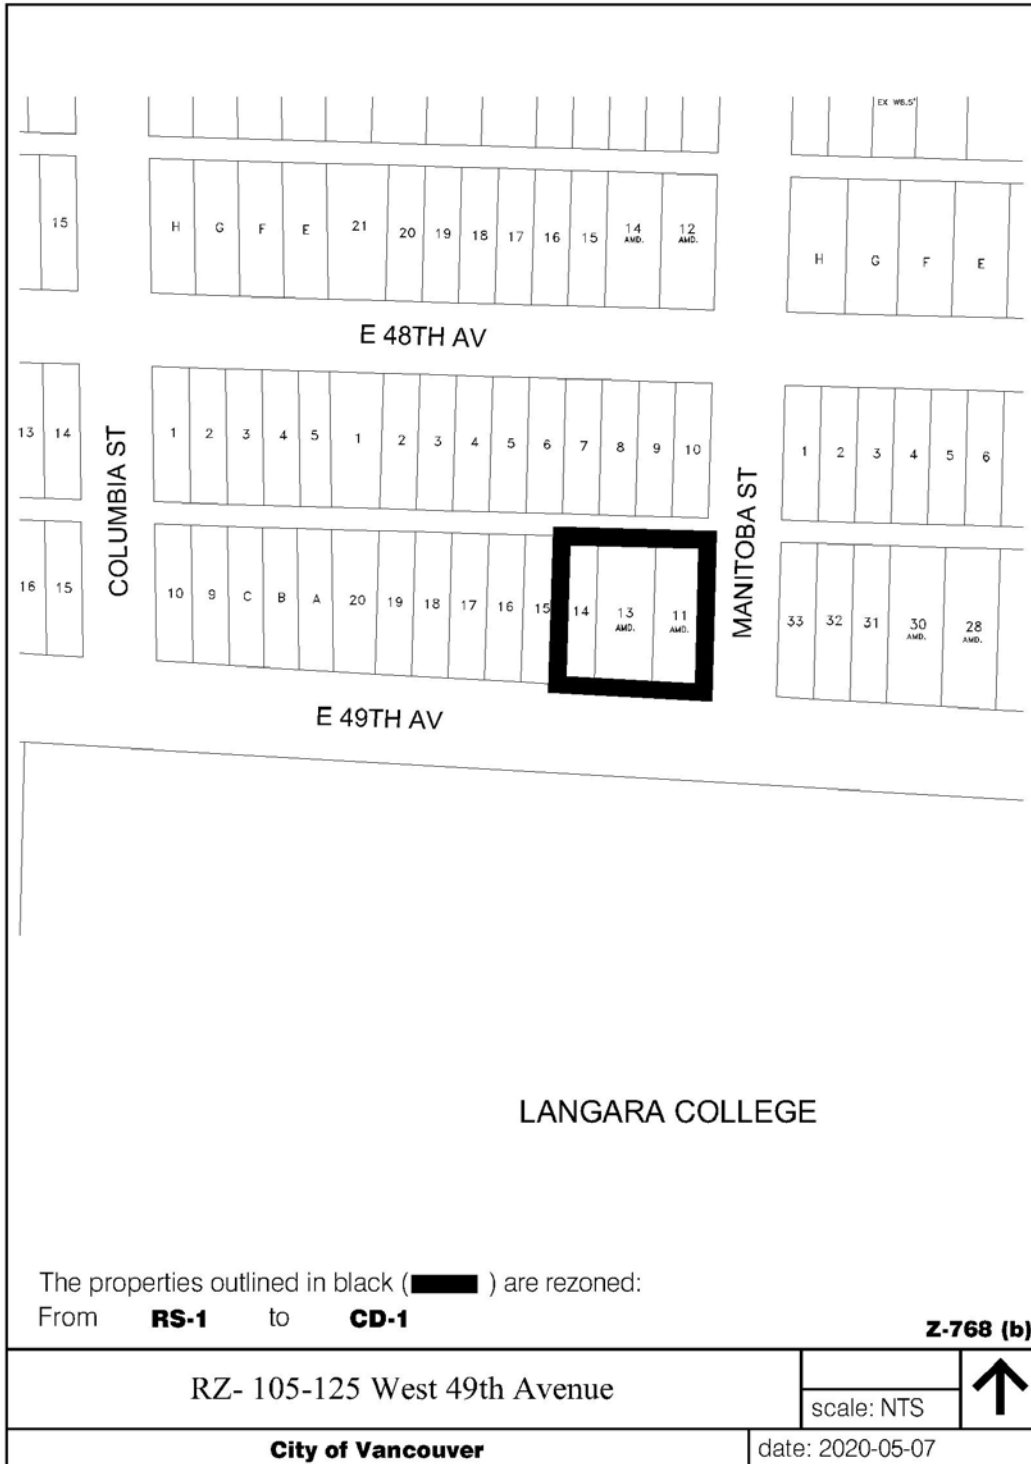 EX W6.5'
15 H G F E 21 20 19 18 17 16 15 14 AMD. 12 AMD. H G F E
E 48TH AV
13 14 1 2 3 4 5 1 2 3 4 5 6 7 8 9 10 1 2 3 4 5 6
COLUMBIA ST
MANITOBA ST
16 15 10 9 C B A 20 19 18 17 16 15 14 13 AMD. 11 AMD. 33 32 31 30 AMD. 28 AMD.
E 49TH AV
LANGARA COLLEGE
The properties outlined in black ( ) are rezoned:
From RS-1 to CD-1
Z-768 (b)
RZ- 105-125 West 49th Avenue
scale: NTS
City of Vancouver
date: 2020-05-07